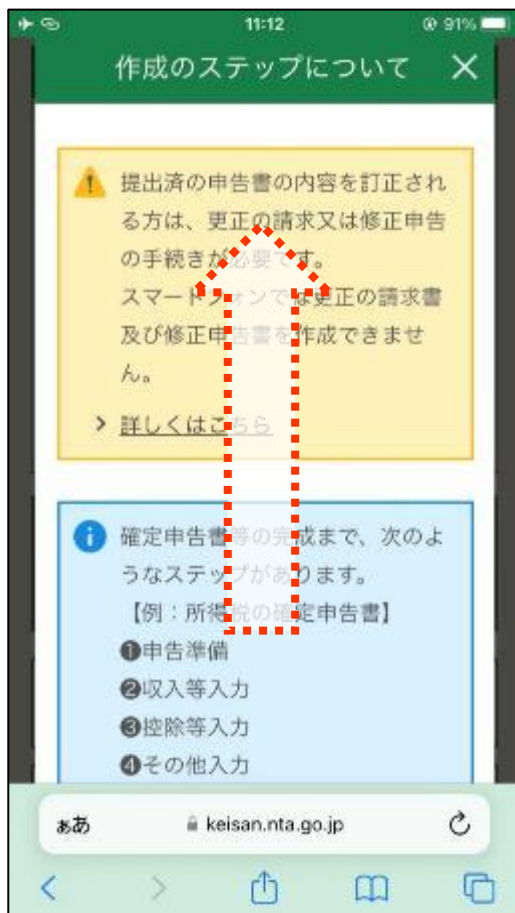 11:12
91%
作成のステップについて
提出済の申告書の内容を訂正され
る方は、更正の請求又は修正申告
の手続きが必要です。
スマートフォンでは更正の請求書
及び修正申告書を作成できませ
ん。
詳しくはこちら
確定申告書等の完成まで、次のよ
うなステップがあります。
【例：所得税の確定申告書】
❶申告準備
❷収入等入力
❸控除等入力
❹その他入力
ぁあ keisan.nta.go.jp